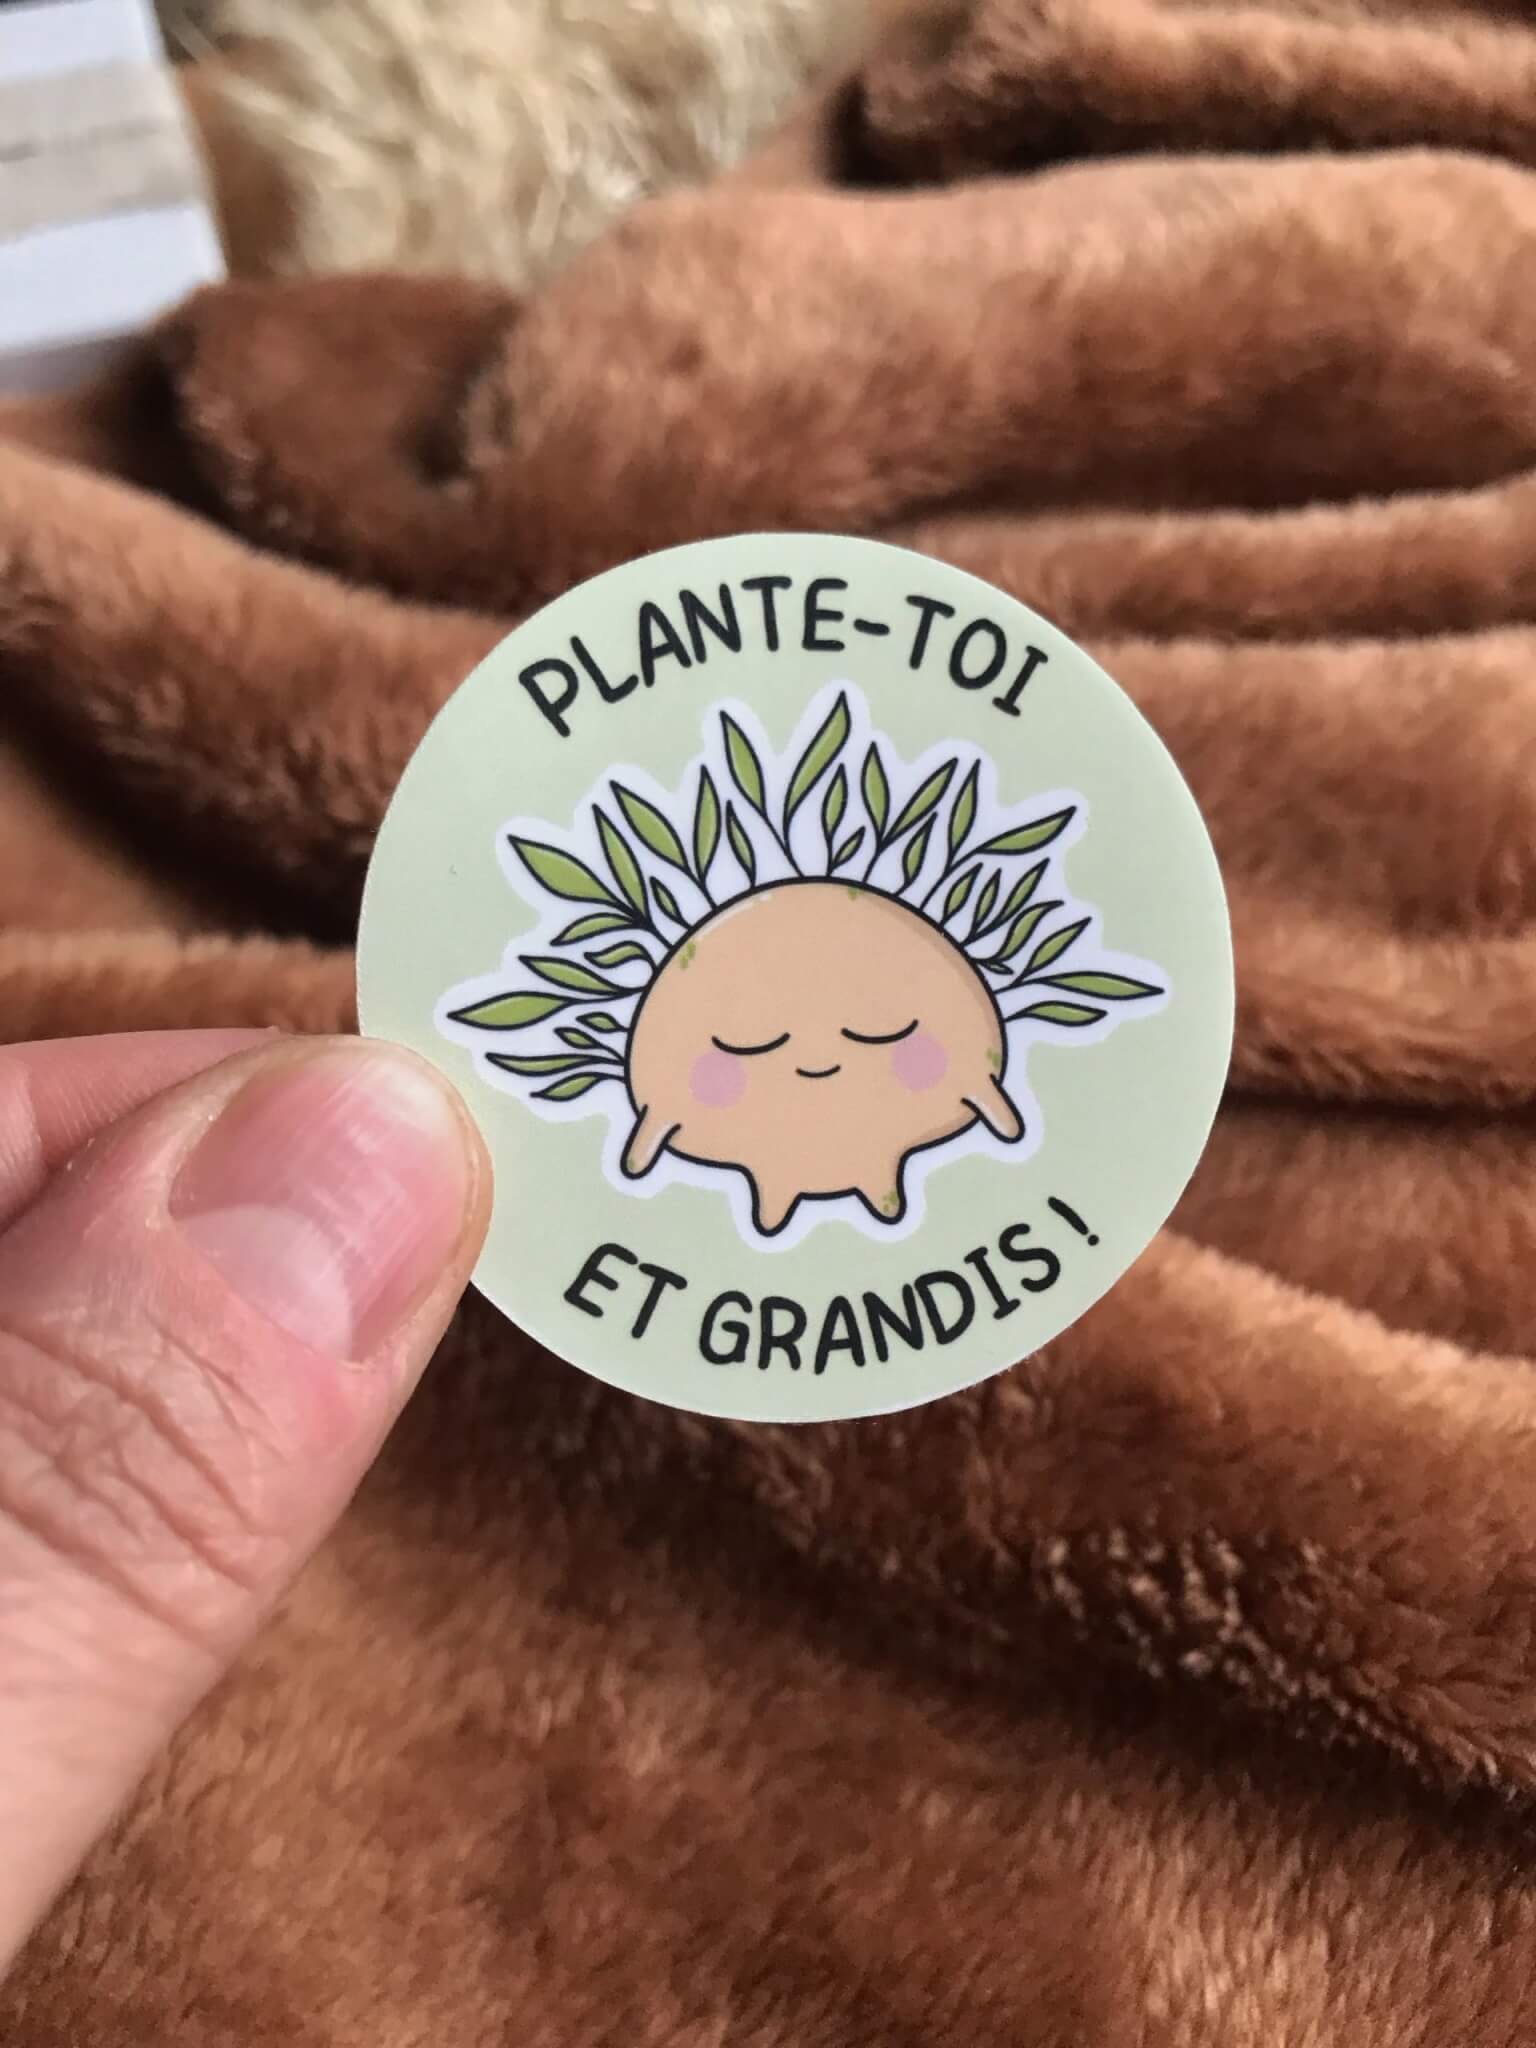 PLANTE-TOI
ET GRANDIS !